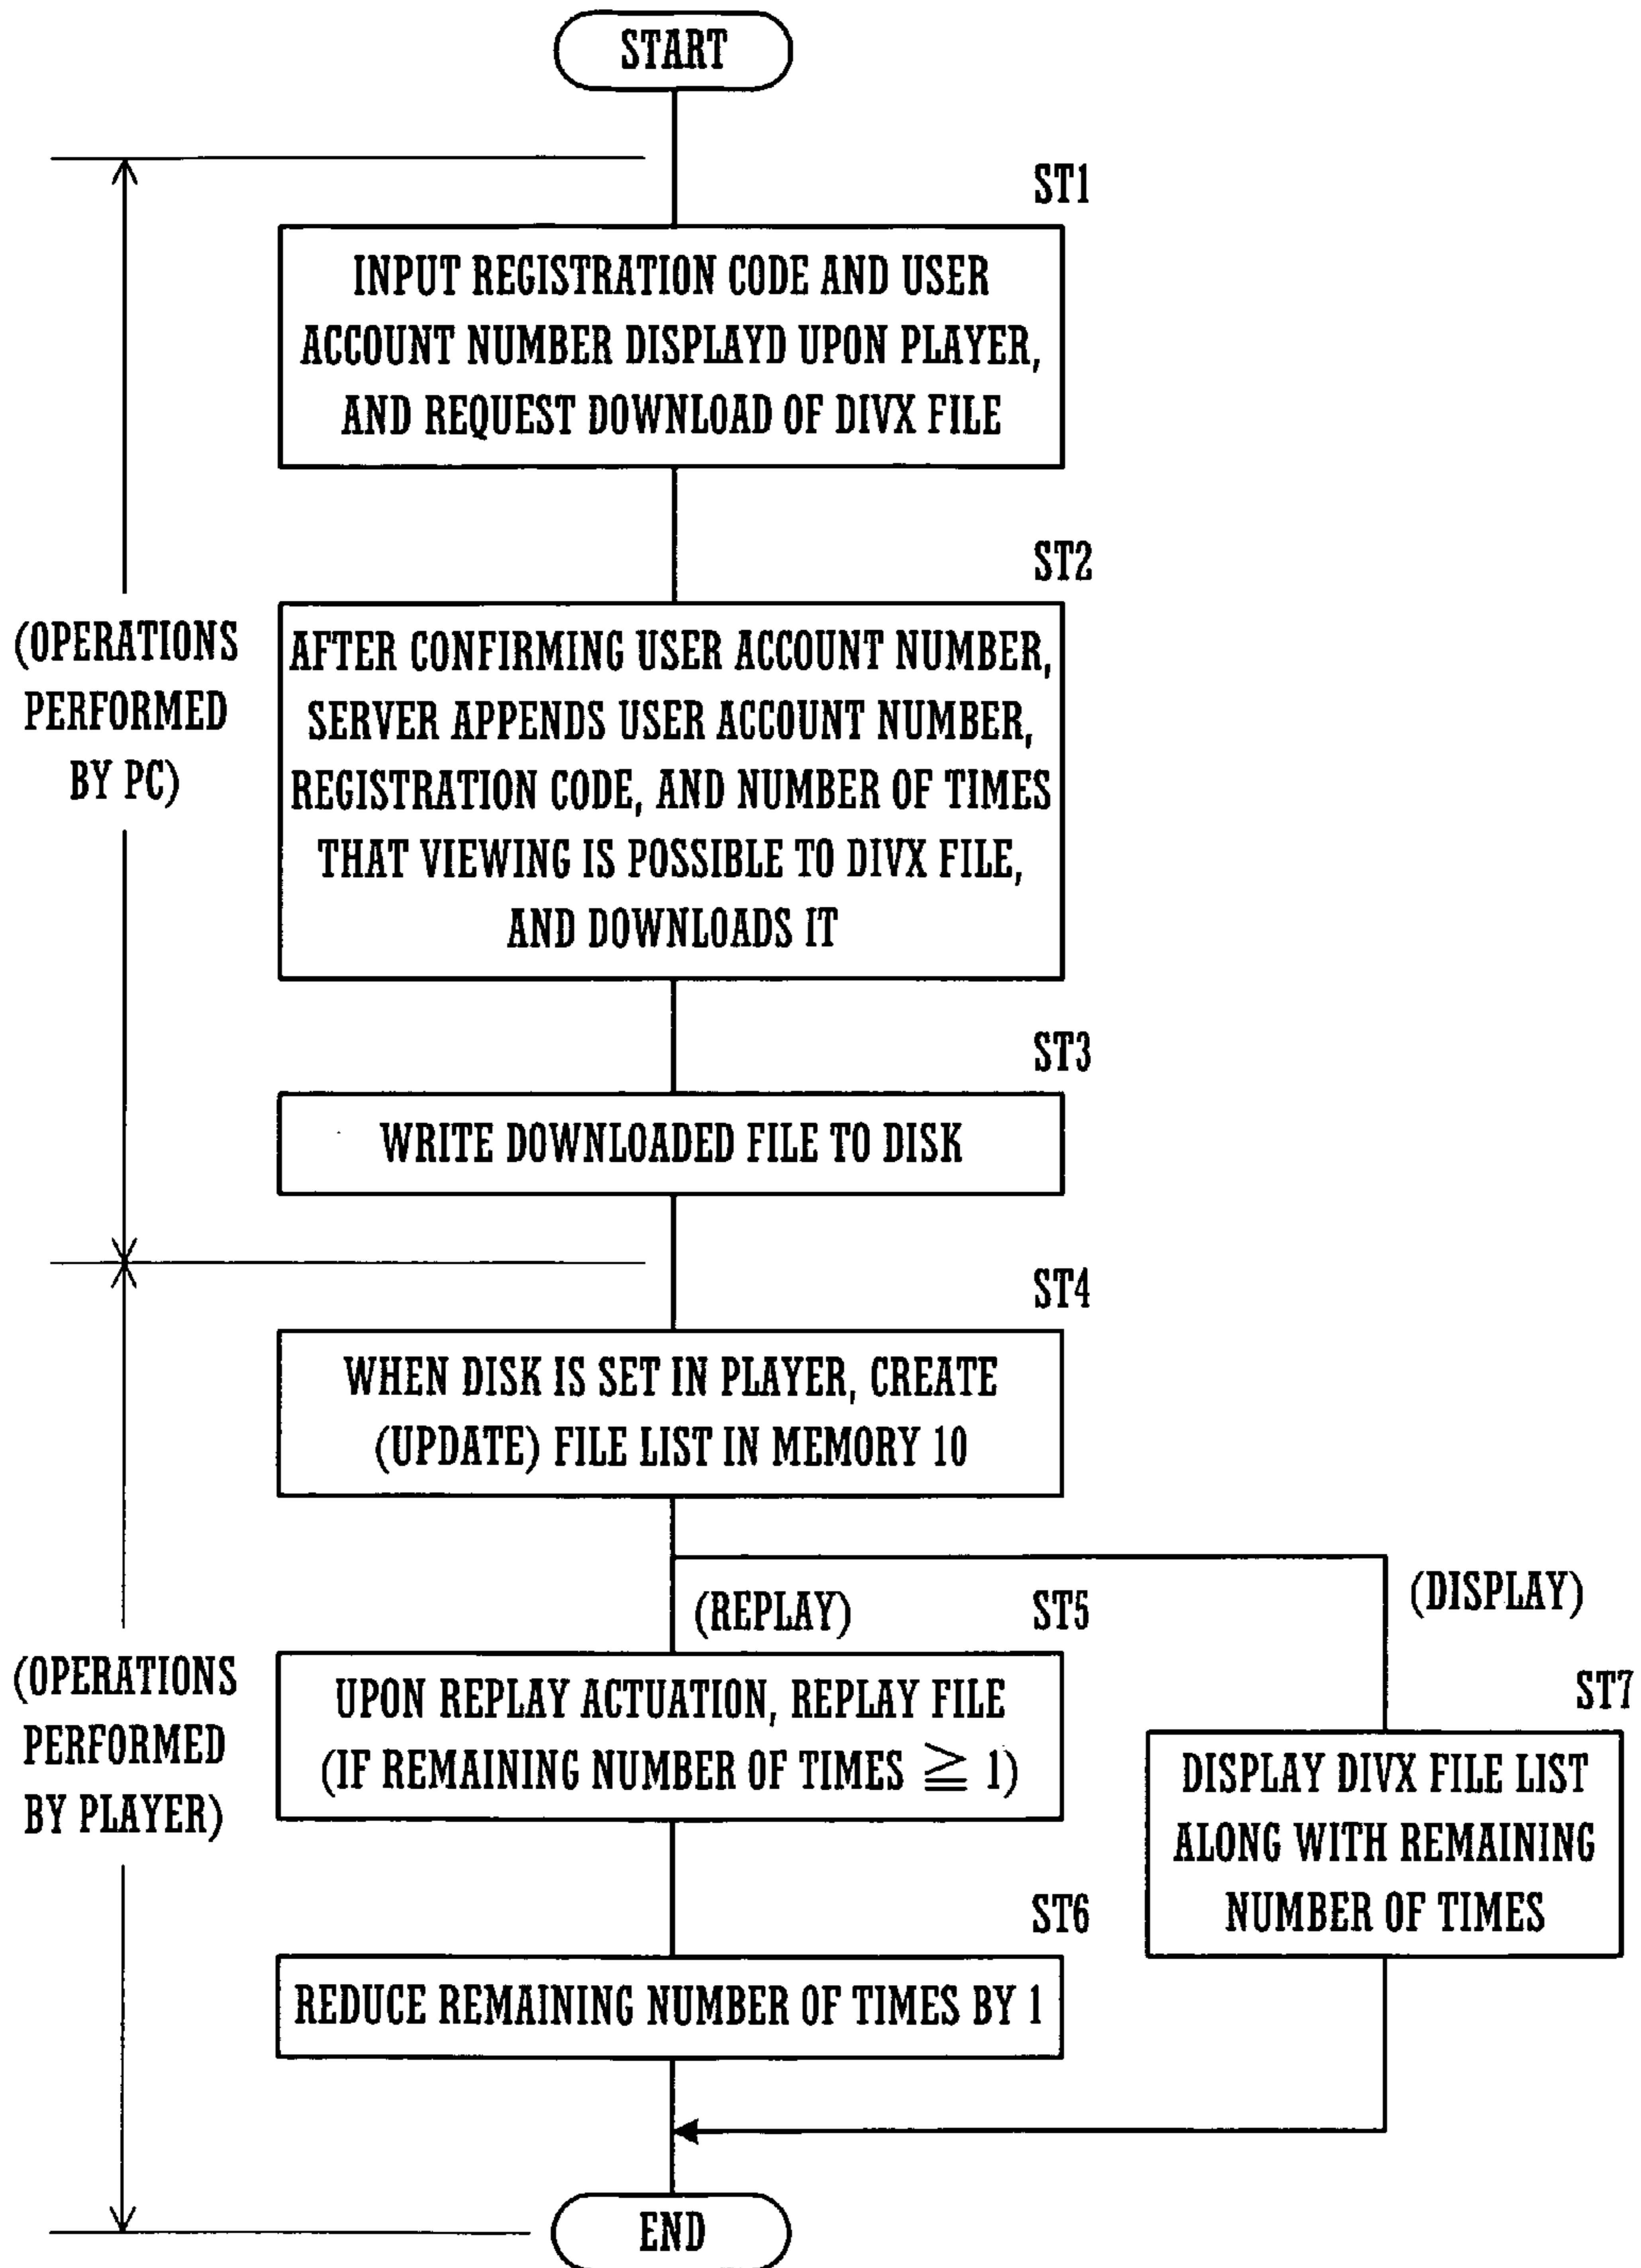 START
ST1
INPUT REGISTRATION CODE AND USER
ACCOUNT NUMBER DISPLAYD UPON PLAYER,
AND REQUEST DOWNLOAD OF DIVX FILE
ST2
(OPERATIONS
PERFORMED
BY PC)
AFTER CONFIRMING USER ACCOUNT NUMBER,
SERVER APPENDS USER ACCOUNT NUMBER,
REGISTRATION CODE, AND NUMBER OF TIMES
THAT VIEWING IS POSSIBLE TO DIVX FILE,
AND DOWNLOADS IT
ST3
WRITE DOWNLOADED FILE TO DISK
ST4
WHEN DISK IS SET IN PLAYER, CREATE
(UPDATE) FILE LIST IN MEMORY 10
(REPLAY)
ST5
(DISPLAY)
(OPERATIONS
PERFORMED
BY PLAYER)
UPON REPLAY ACTUATION, REPLAY FILE
(IF REMAINING NUMBER OF TIMES ≧ 1)
ST7
DISPLAY DIVX FILE LIST
ALONG WITH REMAINING
NUMBER OF TIMES
ST6
REDUCE REMAINING NUMBER OF TIMES BY 1
END